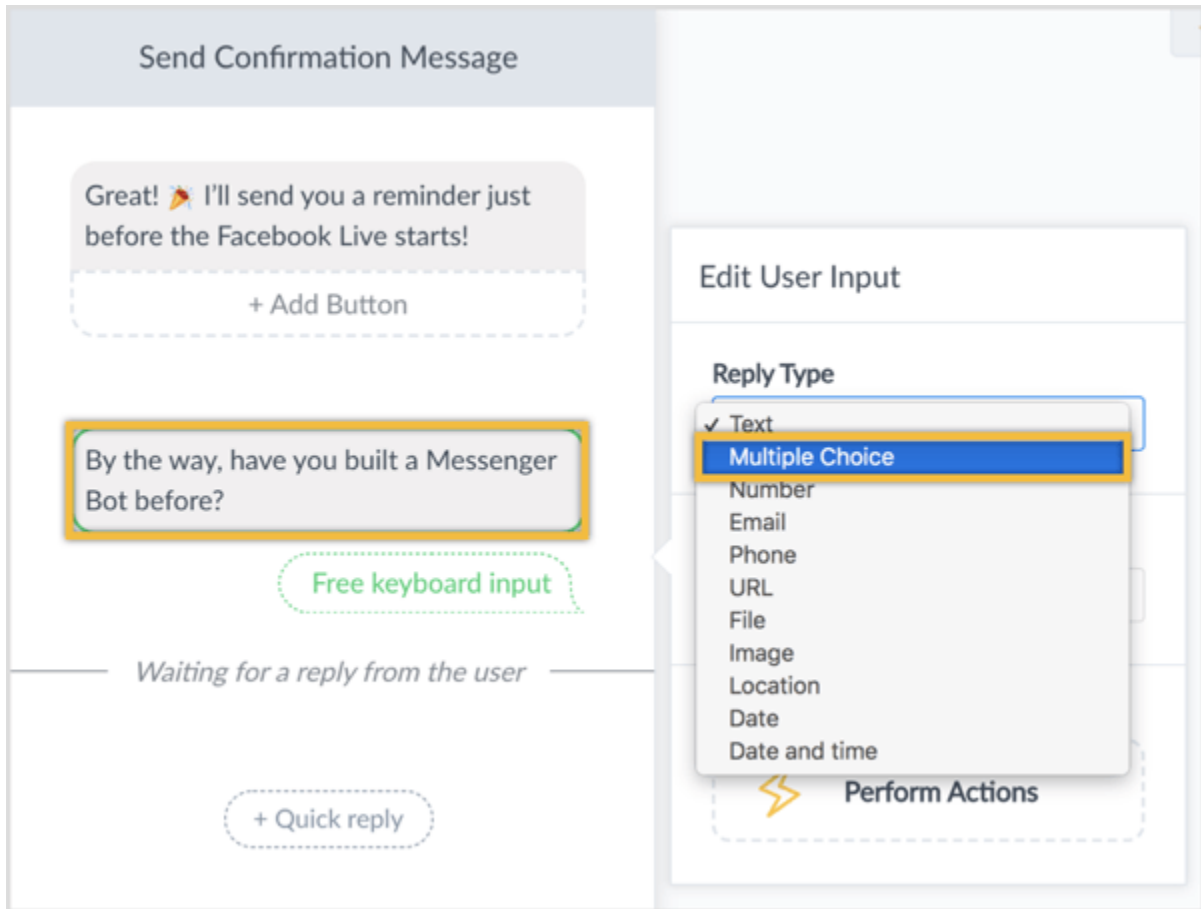 Send Confirmation Message
Great! 🎉 I'll send you a reminder just
before the Facebook Live starts!
+ Add Button
By the way, have you built a Messenger
Bot before?
Free keyboard input
Waiting for a reply from the user
+ Quick reply
Edit User Input
Reply Type
✓ Text
Multiple Choice
Number
Email
Phone
URL
File
Image
Location
Date
Date and time
Perform Actions